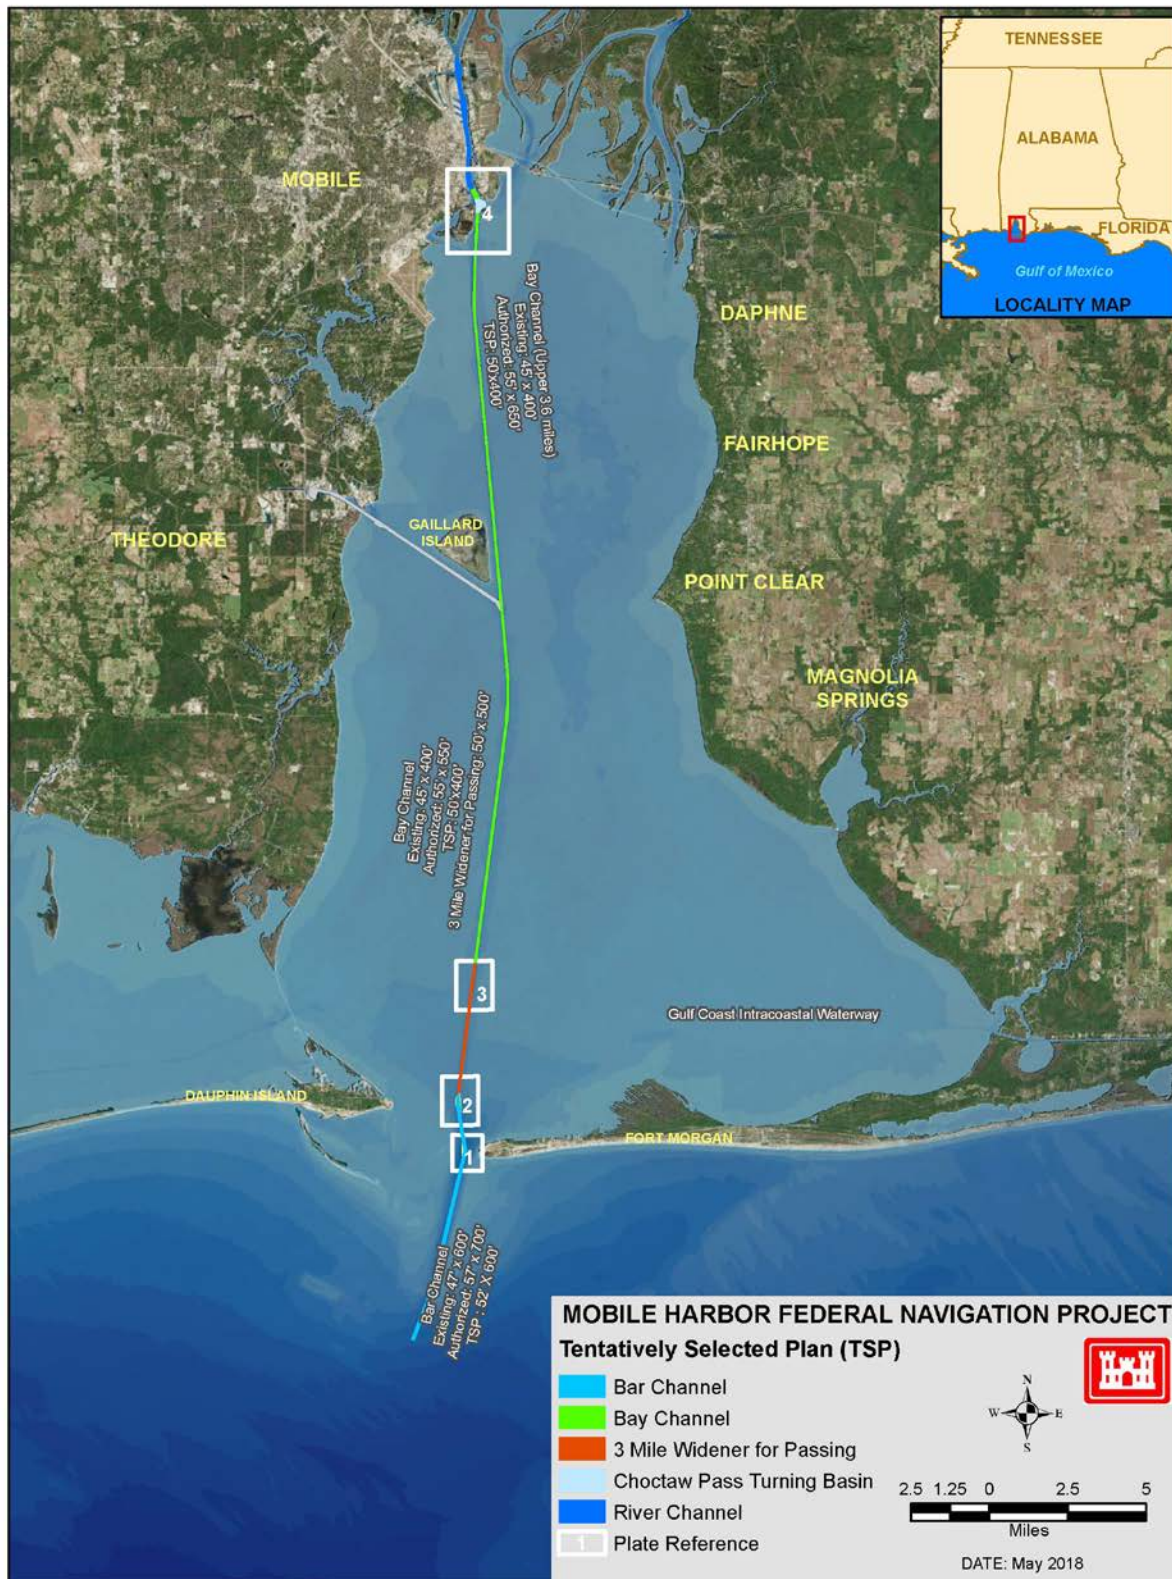 TENNESSEE
ALABAMA
FLORIDA
Gulf of Mexico
LOCALITY MAP
MOBILE
4
Bay Channel (Upper 3.6 miles)
Existing: 45' x 400'
Authorized: 55' x 650'
TSP: 50'x400'
DAPHNE
FAIRHOPE
GAILLARD
ISLAND
THEODORE
POINT CLEAR
MAGNOLIA
SPRINGS
Bay Channel
Existing: 45' x 400'
Authorized: 55' x 550'
TSP: 50'x400'
3 Mile Widener for Passing: 50' x 500'
3
Gulf Coast Intracoastal Waterway
DAUPHIN ISLAND
2
FORT MORGAN
1
Bar Channel
Existing: 47' x 600'
Authorized: 57' x 700'
TSP : 52' X 600'
MOBILE HARBOR FEDERAL NAVIGATION PROJECT
Tentatively Selected Plan (TSP)
Bar Channel
Bay Channel
3 Mile Widener for Passing
Choctaw Pass Turning Basin
River Channel
1 Plate Reference
N
W E
S
2.5 1.25 0 2.5 5
Miles
DATE: May 2018